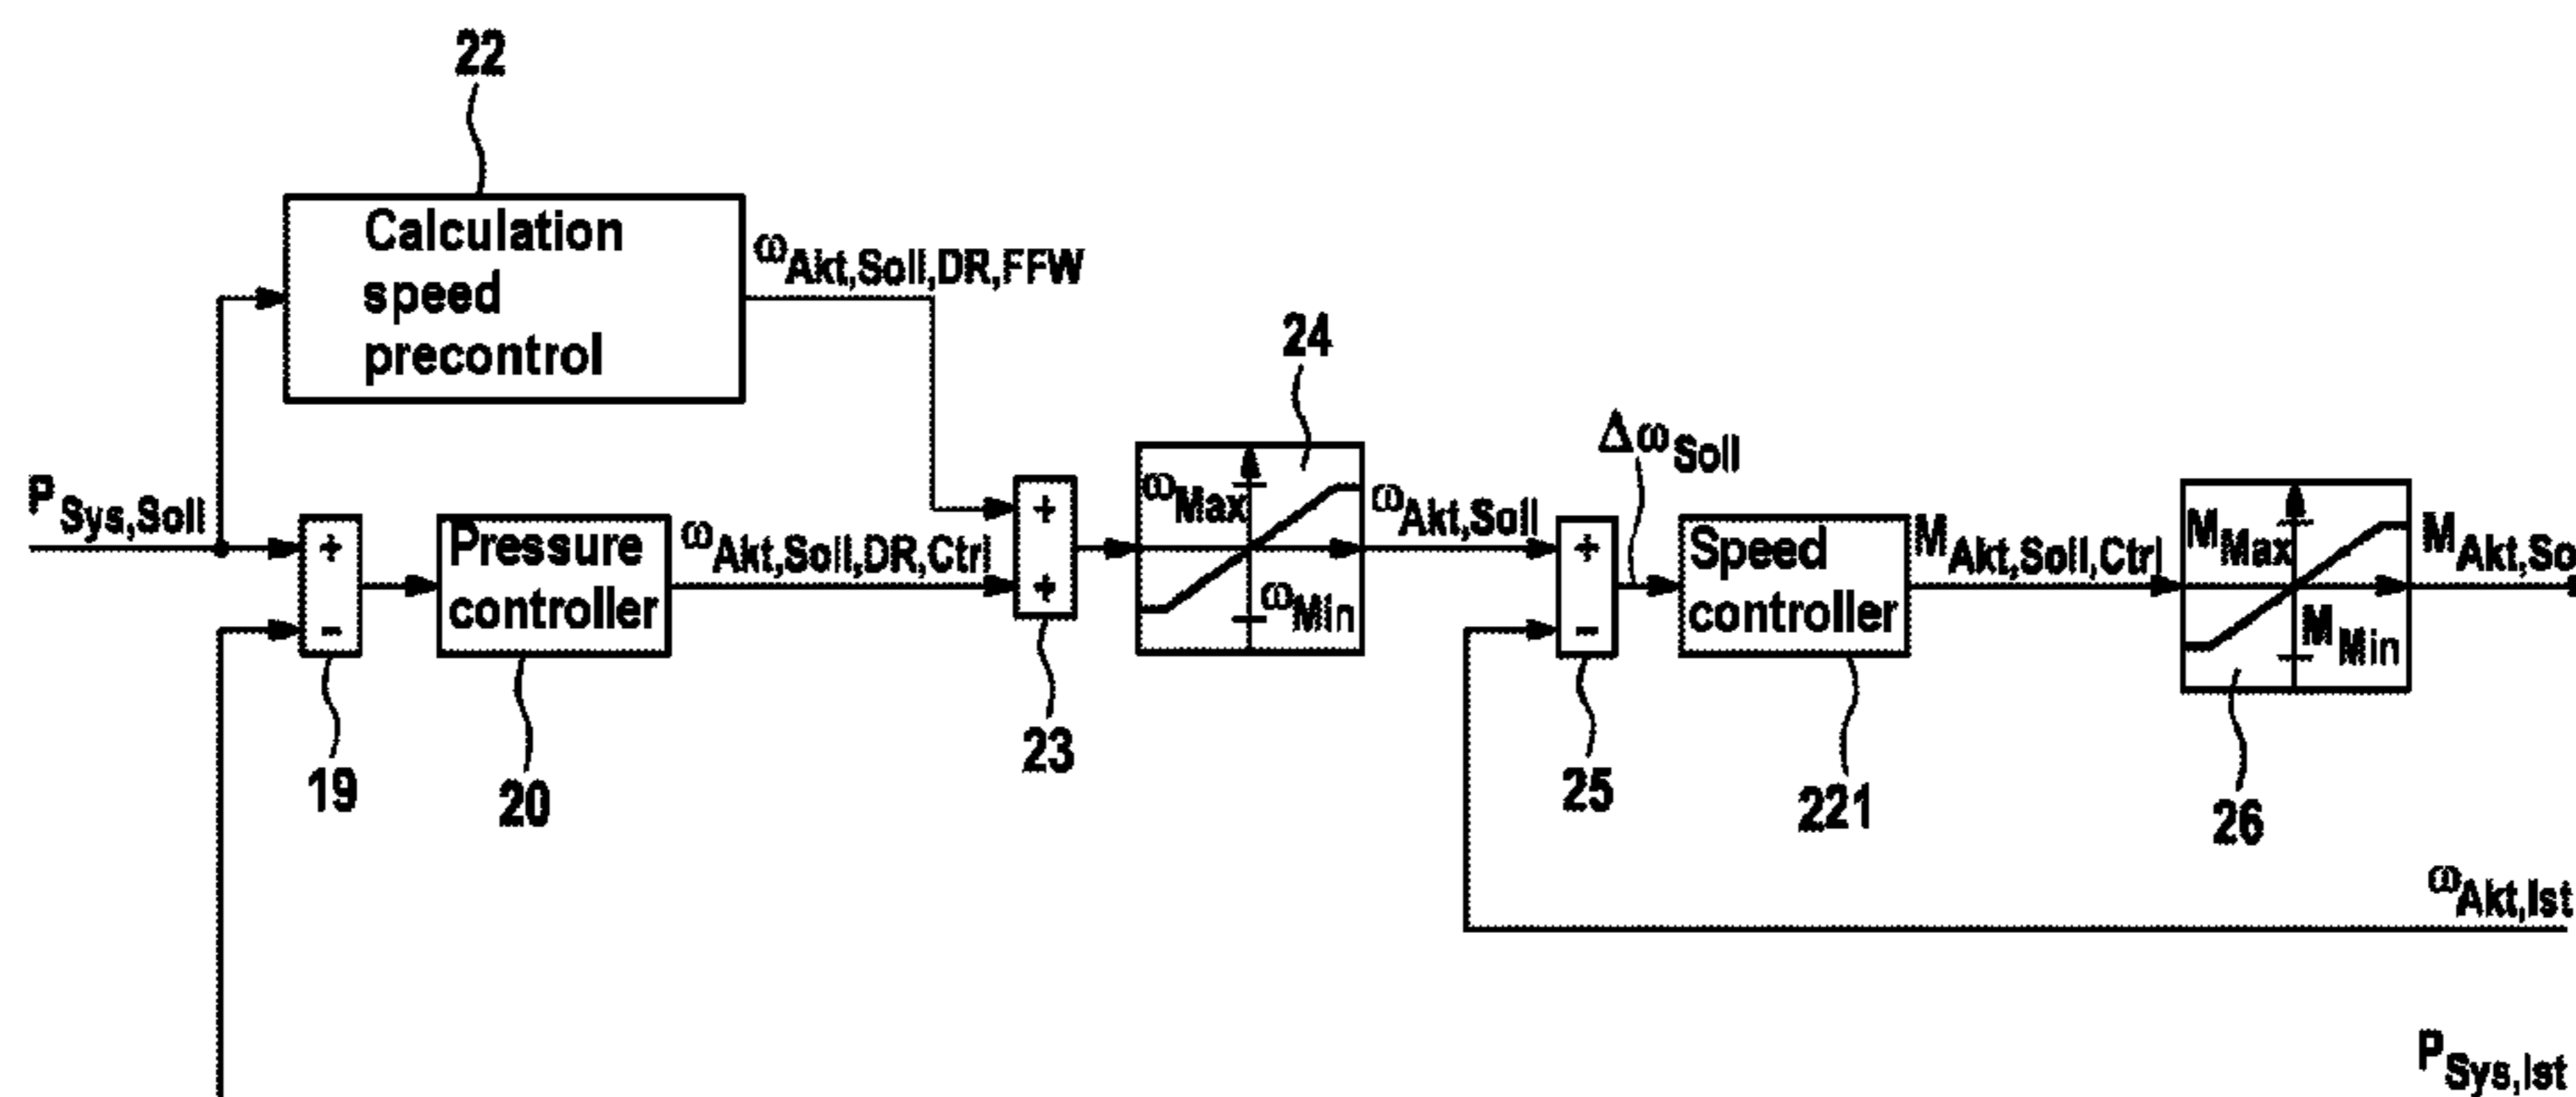 22
Calculation
speed
precontrol
ωAkt,Soll,DR,FFW
24
PSys,Soll
+
-
Pressure
controller
ωAkt,Soll,DR,Ctrl
+
+
ωMax
ωMin
ωAkt,Soll
ΔωSoll
+
-
Speed
controller
MAkt,Soll,Ctrl
MMax
MMin
MAkt,So
19
20
23
25
221
26
ωAkt,Ist
PSys,Ist